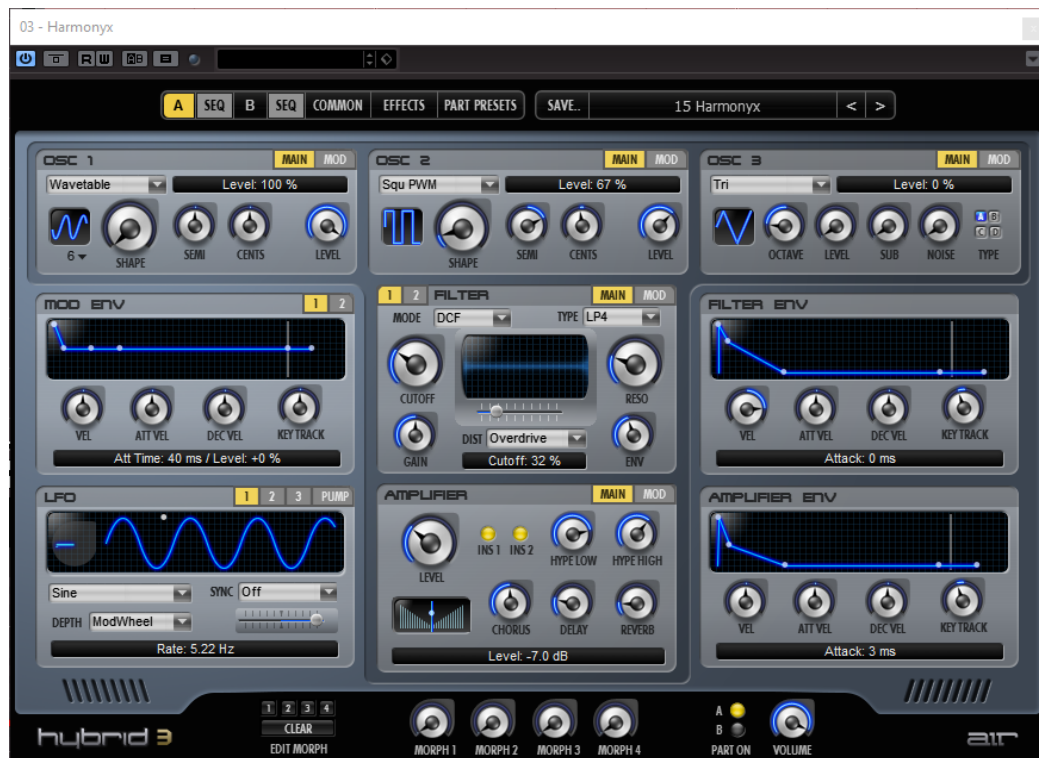 03 - Harmonyx
R W
A B
A SEQ B SEQ COMMON EFFECTS PART PRESETS SAVE.. 15 Harmonyx < >
OSC 1 MAIN MOD
Wavetable Level: 100 %
6
SHAPE SEMI CENTS LEVEL
OSC 2 MAIN MOD
Squ PWM Level: 67 %
SHAPE SEMI CENTS LEVEL
OSC 3 MAIN MOD
Tri Level: 0 %
A B
C D
OCTAVE LEVEL SUB NOISE TYPE
MOD ENV 1 2
VEL ATT VEL DEC VEL KEY TRACK
Att Time: 40 ms / Level: +0 %
1 2 FILTER MAIN MOD
MODE DCF TYPE LP4
CUTOFF RESO
DIST Overdrive
GAIN Cutoff: 32 % ENV
FILTER ENV
VEL ATT VEL DEC VEL KEY TRACK
Attack: 0 ms
LFO 1 2 3 PUMP
Sine SYNC Off
DEPTH ModWheel
Rate: 5.22 Hz
AMPLIFIER MAIN MOD
LEVEL INS 1 INS 2 HYPE LOW HYPE HIGH
CHORUS DELAY REVERB
Level: -7.0 dB
AMPLIFIER ENV
VEL ATT VEL DEC VEL KEY TRACK
Attack: 3 ms
hybrid 3
1 2 3 4
CLEAR
EDIT MORPH
MORPH 1 MORPH 2 MORPH 3 MORPH 4
A
B
PART ON VOLUME
air